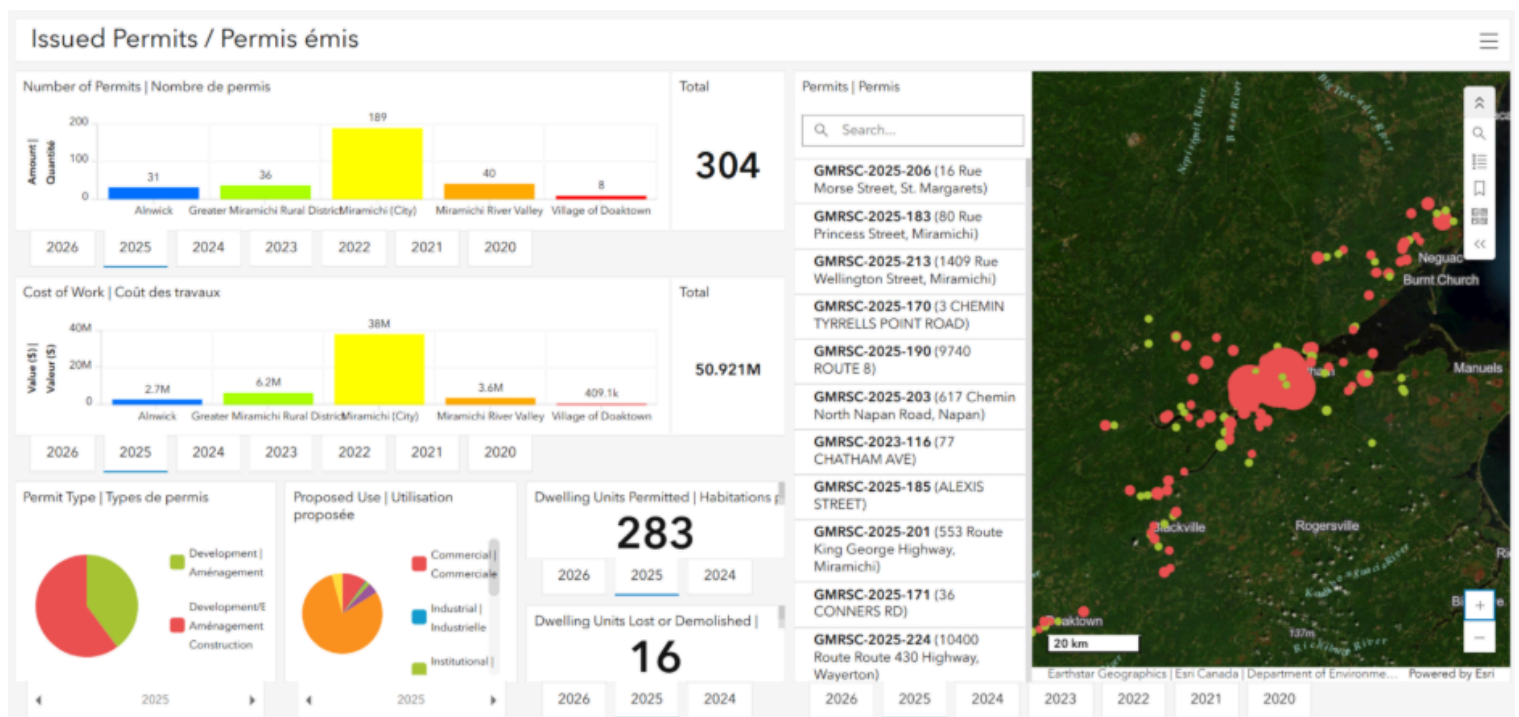 Issued Permits / Permis émis
Number of Permits | Nombre de permis
Total
Amount |
Quantité
200
100
0
31
36
189
40
8
Alnwick
Greater Miramichi Rural District
Miramichi (City)
Miramichi River Valley
Village of Doaktown
304
2026
2025
2024
2023
2022
2021
2020
Cost of Work | Coût des travaux
Total
Value ($) |
Valeur ($)
40M
20M
0
2.7M
6.2M
38M
3.6M
409.1k
Alnwick
Greater Miramichi Rural District
Miramichi (City)
Miramichi River Valley
Village of Doaktown
50.921M
2026
2025
2024
2023
2022
2021
2020
Permit Type | Types de permis
Development |
Aménagement
Development/E
Aménagement
Construction
2025
Proposed Use | Utilisation
proposée
Commercial |
Commerciale
Industrial |
Industrielle
Institutional |
2025
Dwelling Units Permitted | Habitations p
283
2026
2025
2024
Dwelling Units Lost or Demolished |
16
2026
2025
2024
Permits | Permis
Search...
GMRSC-2025-206 (16 Rue
Morse Street, St. Margarets)
GMRSC-2025-183 (80 Rue
Princess Street, Miramichi)
GMRSC-2025-213 (1409 Rue
Wellington Street, Miramichi)
GMRSC-2025-170 (3 CHEMIN
TYRRELLS POINT ROAD)
GMRSC-2025-190 (9740
ROUTE 8)
GMRSC-2025-203 (617 Chemin
North Napan Road, Napan)
GMRSC-2023-116 (77
CHATHAM AVE)
GMRSC-2025-185 (ALEXIS
STREET)
GMRSC-2025-201 (553 Route
King George Highway,
Miramichi)
GMRSC-2025-171 (36
CONNERS RD)
GMRSC-2025-224 (10400
Route Route 430 Highway,
Wayerton)
Nepisiguit River
Bass River
Big Tracadie River
Neguac
Burnt Church
Manuels
Blackville
Rogersville
Doaktown
137m
Richibucto River
20 km
Earthstar Geographics | Esri Canada | Department of Environme...
Powered by Esri
2026
2025
2024
2023
2022
2021
2020